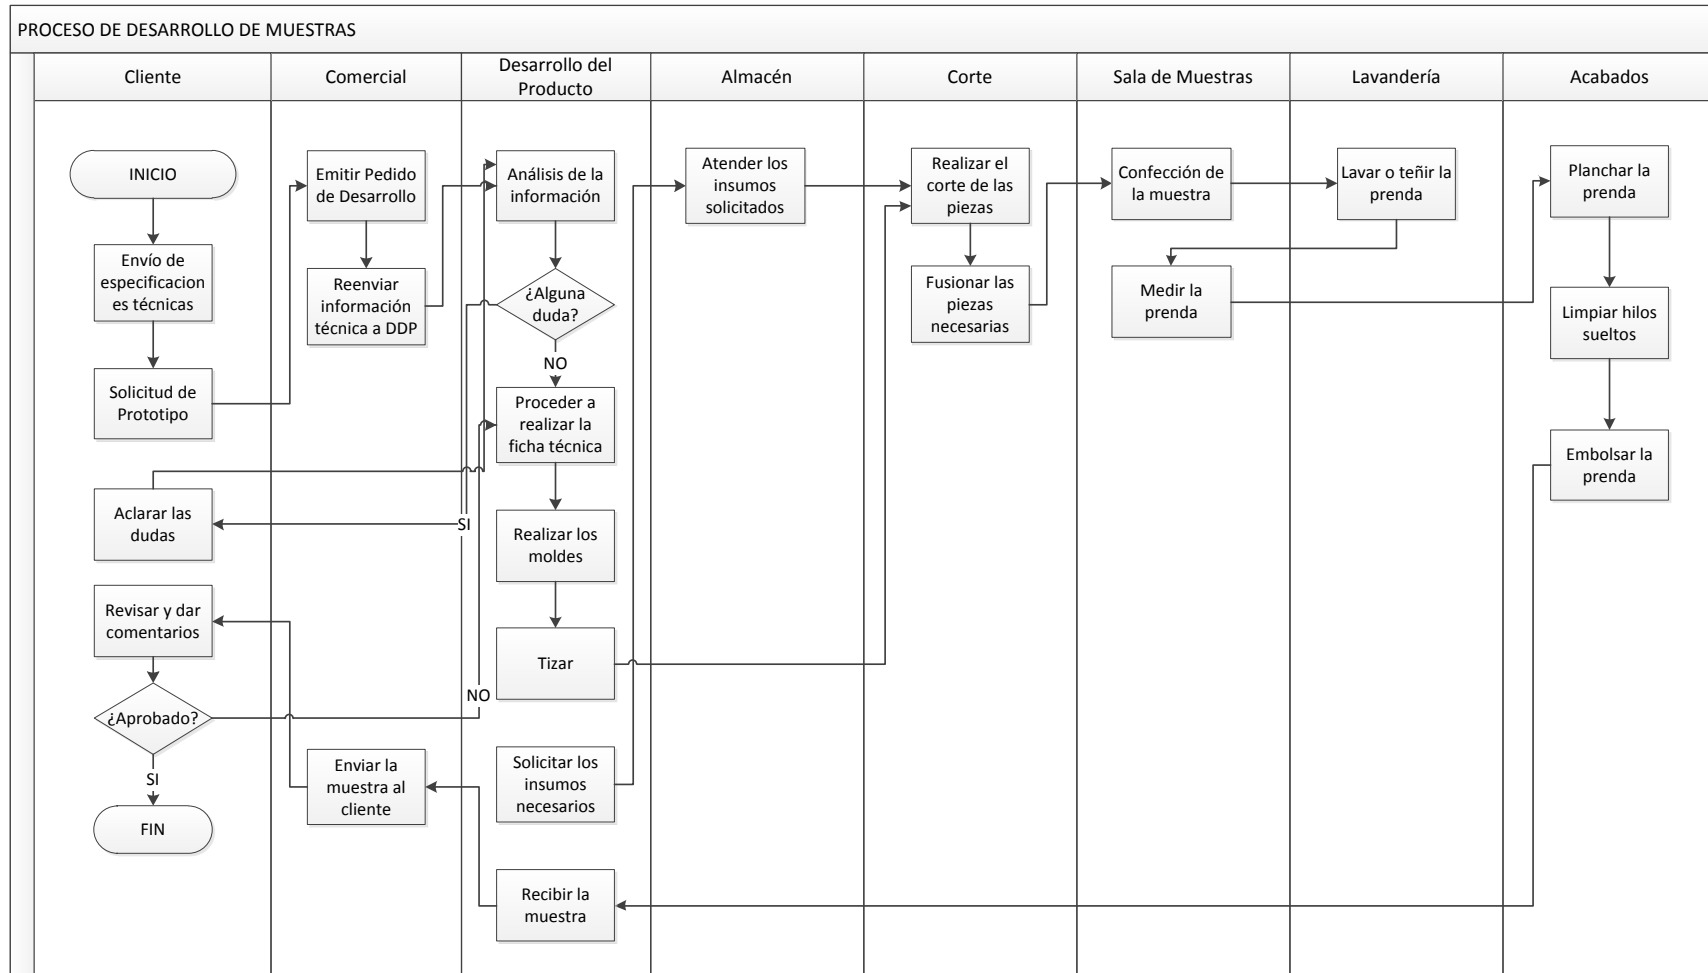 PROCESO DE DESARROLLO DE MUESTRAS
Cliente
Comercial
Desarrollo del
Producto
Almacén
Corte
Sala de Muestras
Lavandería
Acabados
INICIO
Envío de
especificacion
es técnicas
Solicitud de
Prototipo
Aclarar las
dudas
Revisar y dar
comentarios
¿Aprobado?
SI
FIN
Emitir Pedido
de Desarrollo
Reenviar
información
técnica a DDP
Enviar la
muestra al
cliente
Análisis de la
información
¿Alguna
duda?
NO
SI
Proceder a
realizar la
ficha técnica
Realizar los
moldes
Tizar
NO
Solicitar los
insumos
necesarios
Recibir la
muestra
Atender los
insumos
solicitados
Realizar el
corte de las
piezas
Fusionar las
piezas
necesarias
Confección de
la muestra
Medir la
prenda
Lavar o teñir la
prenda
Planchar la
prenda
Limpiar hilos
sueltos
Embolsar la
prenda